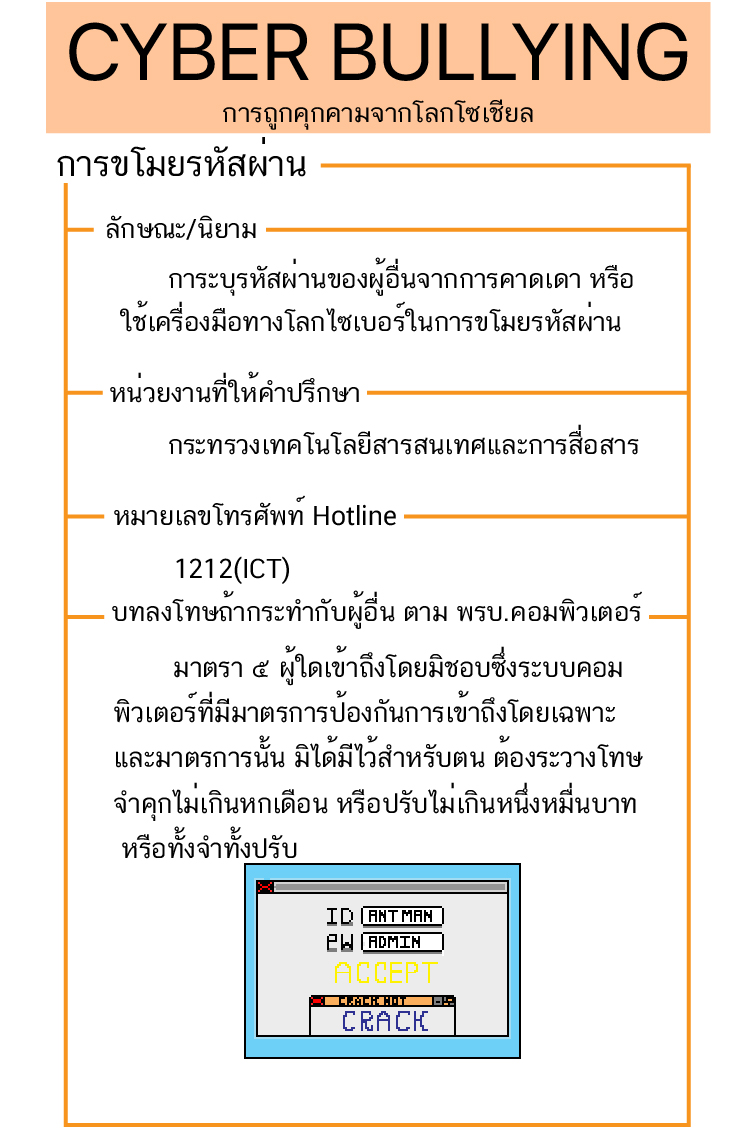 CYBER BULLYING
การถูกคุกคามจากโลกโซเชียล
การขโมยรหัสผ่าน
ลักษณะ/นิยาม
การะบุรหัสผ่านของผู้อื่นจากการคาดเดา หรือ
ใช้เครื่องมือทางโลกไซเบอร์ในการขโมยรหัสผ่าน
หน่วยงานที่ให้คำปรึกษา
กระทรวงเทคโนโลยีสารสนเทศและการสื่อสาร
หมายเลขโทรศัพท์ Hotline
1212(ICT)
บทลงโทษถ้ากระทำกับผู้อื่น ตาม พรบ.คอมพิวเตอร์
มาตรา ๕ ผู้ใดเข้าถึงโดยมิชอบซึ่งระบบคอม
พิวเตอร์ที่มีมาตรการป้องกันการเข้าถึงโดยเฉพาะ
และมาตรการนั้น มิได้มีไว้สำหรับตน ต้องระวางโทษ
จำคุกไม่เกินหกเดือน หรือปรับไม่เกินหนึ่งหมื่นบาท
หรือทั้งจำทั้งปรับ
ID ANT MAN
PW ADMIN
ACCEPT
CRACK HOT
CRACK